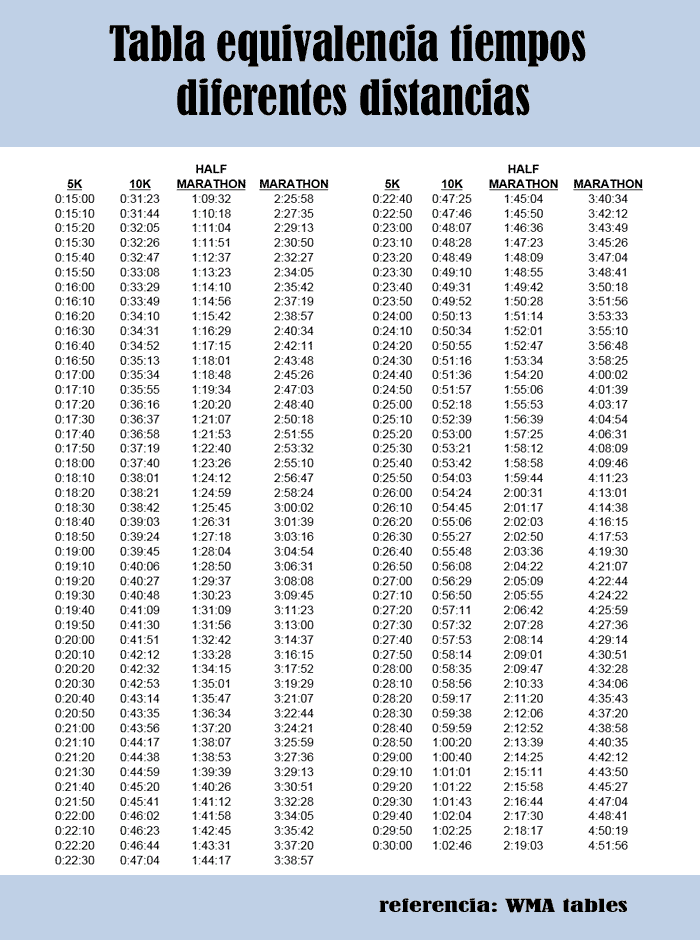 Tabla equivalencia tiempos
diferentes distancias
HALF
5K 10K MARATHON MARATHON
0:15:00 0:31:23 1:09:32 2:25:58
0:15:10 0:31:44 1:10:18 2:27:35
0:15:20 0:32:05 1:11:04 2:29:13
0:15:30 0:32:26 1:11:51 2:30:50
0:15:40 0:32:47 1:12:37 2:32:27
0:15:50 0:33:08 1:13:23 2:34:05
0:16:00 0:33:29 1:14:10 2:35:42
0:16:10 0:33:49 1:14:56 2:37:19
0:16:20 0:34:10 1:15:42 2:38:57
0:16:30 0:34:31 1:16:29 2:40:34
0:16:40 0:34:52 1:17:15 2:42:11
0:16:50 0:35:13 1:18:01 2:43:48
0:17:00 0:35:34 1:18:48 2:45:26
0:17:10 0:35:55 1:19:34 2:47:03
0:17:20 0:36:16 1:20:20 2:48:40
0:17:30 0:36:37 1:21:07 2:50:18
0:17:40 0:36:58 1:21:53 2:51:55
0:17:50 0:37:19 1:22:40 2:53:32
0:18:00 0:37:40 1:23:26 2:55:10
0:18:10 0:38:01 1:24:12 2:56:47
0:18:20 0:38:21 1:24:59 2:58:24
0:18:30 0:38:42 1:25:45 3:00:02
0:18:40 0:39:03 1:26:31 3:01:39
0:18:50 0:39:24 1:27:18 3:03:16
0:19:00 0:39:45 1:28:04 3:04:54
0:19:10 0:40:06 1:28:50 3:06:31
0:19:20 0:40:27 1:29:37 3:08:08
0:19:30 0:40:48 1:30:23 3:09:45
0:19:40 0:41:09 1:31:09 3:11:23
0:19:50 0:41:30 1:31:56 3:13:00
0:20:00 0:41:51 1:32:42 3:14:37
0:20:10 0:42:12 1:33:28 3:16:15
0:20:20 0:42:32 1:34:15 3:17:52
0:20:30 0:42:53 1:35:01 3:19:29
0:20:40 0:43:14 1:35:47 3:21:07
0:20:50 0:43:35 1:36:34 3:22:44
0:21:00 0:43:56 1:37:20 3:24:21
0:21:10 0:44:17 1:38:07 3:25:59
0:21:20 0:44:38 1:38:53 3:27:36
0:21:30 0:44:59 1:39:39 3:29:13
0:21:40 0:45:20 1:40:26 3:30:51
0:21:50 0:45:41 1:41:12 3:32:28
0:22:00 0:46:02 1:41:58 3:34:05
0:22:10 0:46:23 1:42:45 3:35:42
0:22:20 0:46:44 1:43:31 3:37:20
0:22:30 0:47:04 1:44:17 3:38:57
HALF
5K 10K MARATHON MARATHON
0:22:40 0:47:25 1:45:04 3:40:34
0:22:50 0:47:46 1:45:50 3:42:12
0:23:00 0:48:07 1:46:36 3:43:49
0:23:10 0:48:28 1:47:23 3:45:26
0:23:20 0:48:49 1:48:09 3:47:04
0:23:30 0:49:10 1:48:55 3:48:41
0:23:40 0:49:31 1:49:42 3:50:18
0:23:50 0:49:52 1:50:28 3:51:56
0:24:00 0:50:13 1:51:14 3:53:33
0:24:10 0:50:34 1:52:01 3:55:10
0:24:20 0:50:55 1:52:47 3:56:48
0:24:30 0:51:16 1:53:34 3:58:25
0:24:40 0:51:36 1:54:20 4:00:02
0:24:50 0:51:57 1:55:06 4:01:39
0:25:00 0:52:18 1:55:53 4:03:17
0:25:10 0:52:39 1:56:39 4:04:54
0:25:20 0:53:00 1:57:25 4:06:31
0:25:30 0:53:21 1:58:12 4:08:09
0:25:40 0:53:42 1:58:58 4:09:46
0:25:50 0:54:03 1:59:44 4:11:23
0:26:00 0:54:24 2:00:31 4:13:01
0:26:10 0:54:45 2:01:17 4:14:38
0:26:20 0:55:06 2:02:03 4:16:15
0:26:30 0:55:27 2:02:50 4:17:53
0:26:40 0:55:48 2:03:36 4:19:30
0:26:50 0:56:08 2:04:22 4:21:07
0:27:00 0:56:29 2:05:09 4:22:44
0:27:10 0:56:50 2:05:55 4:24:22
0:27:20 0:57:11 2:06:42 4:25:59
0:27:30 0:57:32 2:07:28 4:27:36
0:27:40 0:57:53 2:08:14 4:29:14
0:27:50 0:58:14 2:09:01 4:30:51
0:28:00 0:58:35 2:09:47 4:32:28
0:28:10 0:58:56 2:10:33 4:34:06
0:28:20 0:59:17 2:11:20 4:35:43
0:28:30 0:59:38 2:12:06 4:37:20
0:28:40 0:59:59 2:12:52 4:38:58
0:28:50 1:00:20 2:13:39 4:40:35
0:29:00 1:00:40 2:14:25 4:42:12
0:29:10 1:01:01 2:15:11 4:43:50
0:29:20 1:01:22 2:15:58 4:45:27
0:29:30 1:01:43 2:16:44 4:47:04
0:29:40 1:02:04 2:17:30 4:48:41
0:29:50 1:02:25 2:18:17 4:50:19
0:30:00 1:02:46 2:19:03 4:51:56
referencia: WMA tables